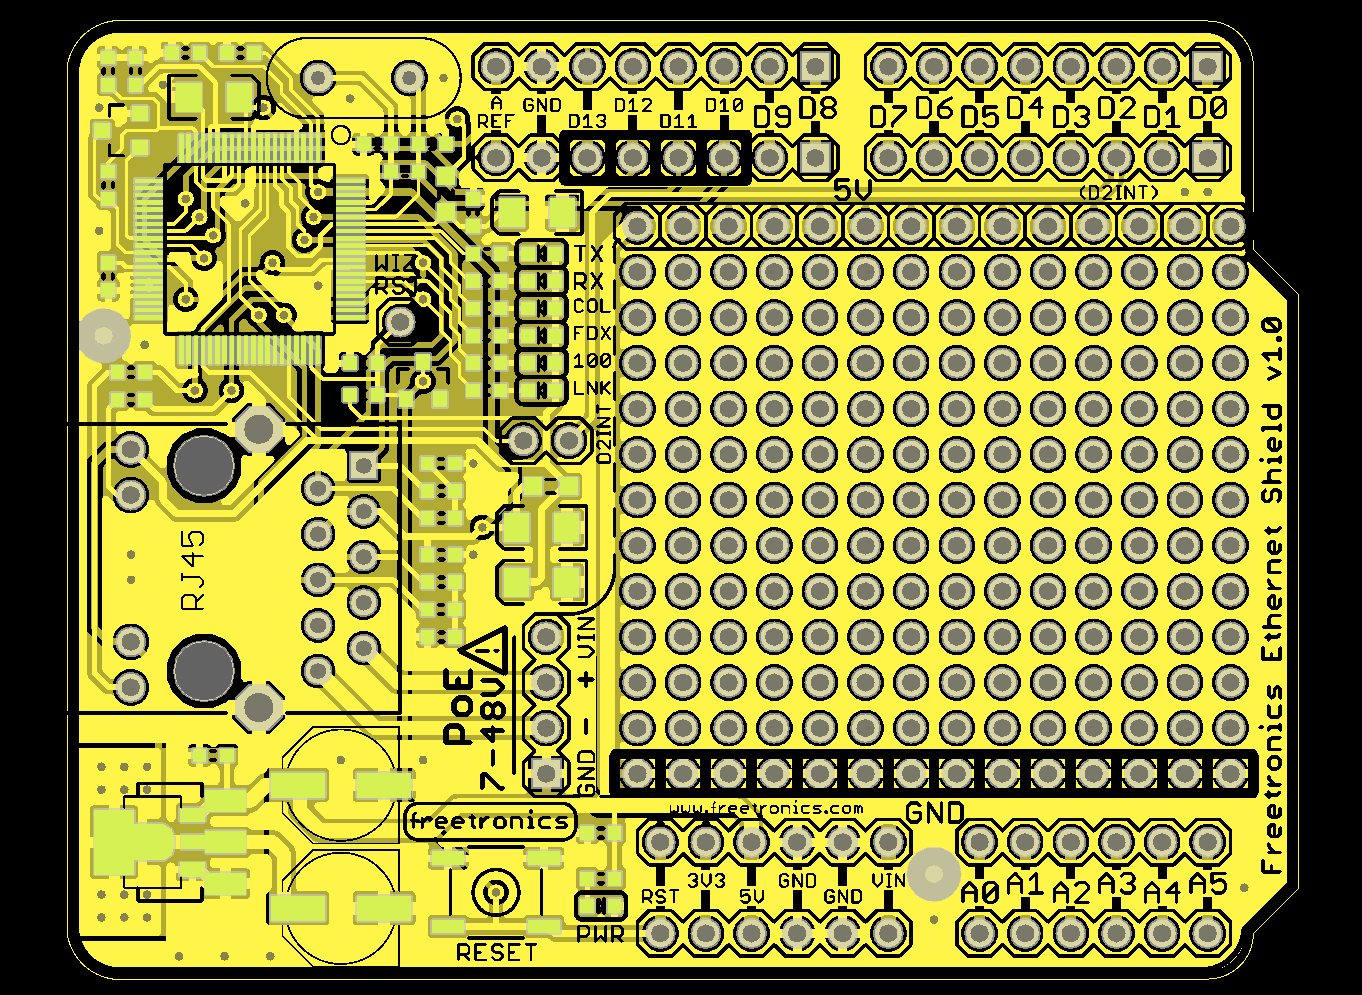 A REF
GND
D13
D12
D11
D10
D9
D8
D7
D6
D5
D4
D3
D2
D1
D0
5V
(D2INT)
WIZ
RST
TX
RX
COL
FDX
100
LNK
D2INT
RJ45
PoE
7-48V
GND - + VIN
Freetronics Ethernet Shield v1.0
www.freetronics.com
GND
freetronics
RST
3V3
5V
GND
GND
VIN
A0
A1
A2
A3
A4
A5
PWR
RESET